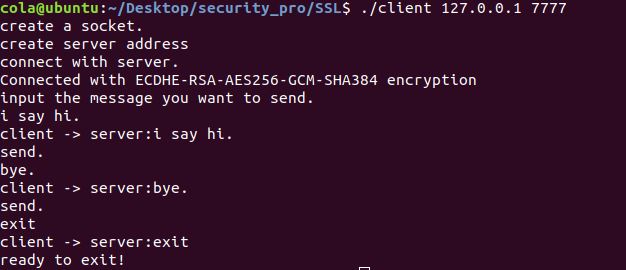 cola@ubuntu:~/Desktop/security_pro/SSL$ ./client 127.0.0.1 7777
create a socket.
create server address
connect with server.
Connected with ECDHE-RSA-AES256-GCM-SHA384 encryption
input the message you want to send.
i say hi.
client -> server:i say hi.
send.
bye.
client -> server:bye.
send.
exit
client -> server:exit
ready to exit!